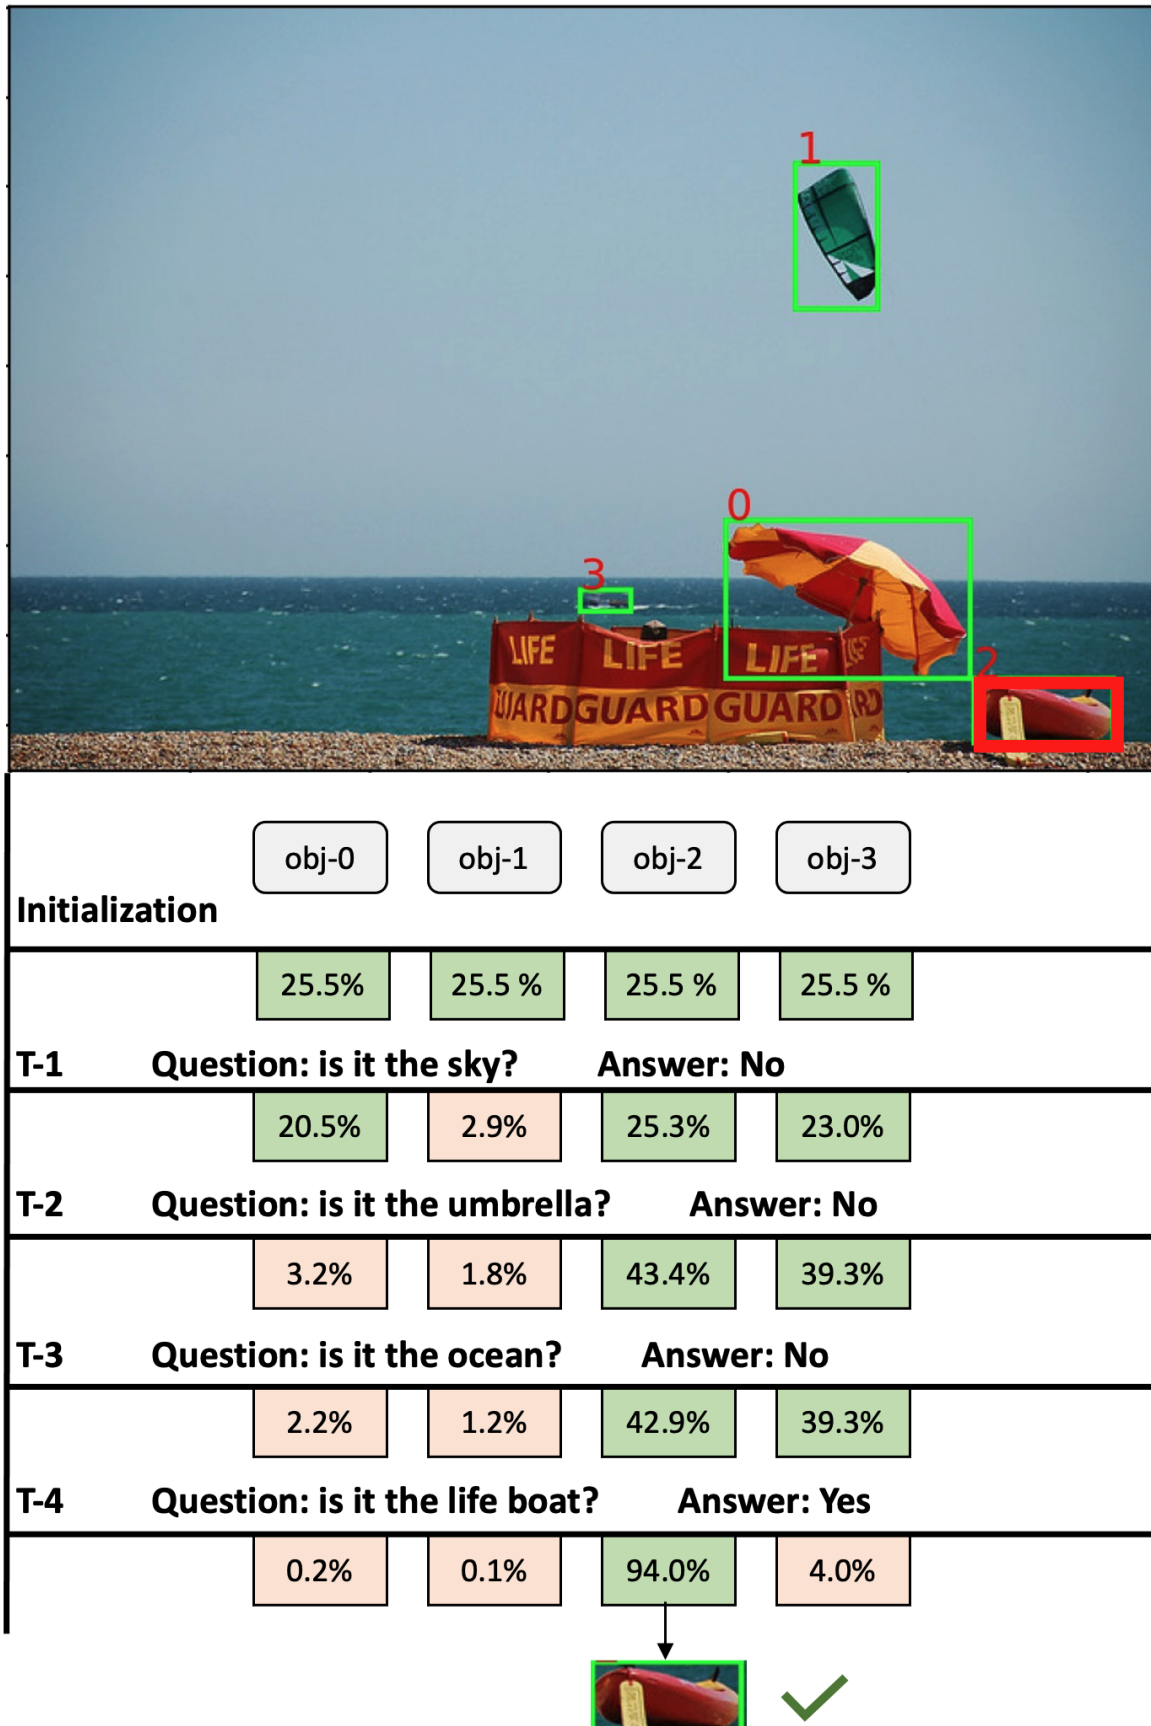 1
0
3
2
LIFE LIFE LIFE LIFE
UARD GUARD GUARD RD
obj-0 obj-1 obj-2 obj-3
Initialization
25.5% 25.5 % 25.5 % 25.5 %
T-1 Question: is it the sky? Answer: No
20.5% 2.9% 25.3% 23.0%
T-2 Question: is it the umbrella? Answer: No
3.2% 1.8% 43.4% 39.3%
T-3 Question: is it the ocean? Answer: No
2.2% 1.2% 42.9% 39.3%
T-4 Question: is it the life boat? Answer: Yes
0.2% 0.1% 94.0% 4.0%